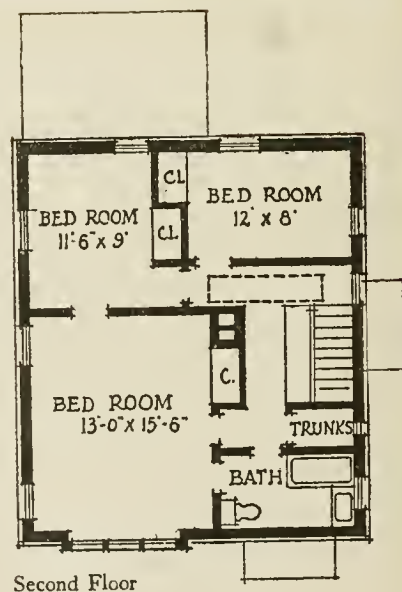 CL
BED ROOM
12' X 8'
BED ROOM
11'-6" X 9'
CL
C.
BED ROOM
13'-0" X 15'-6"
TRUNKS
BATH
Second Floor